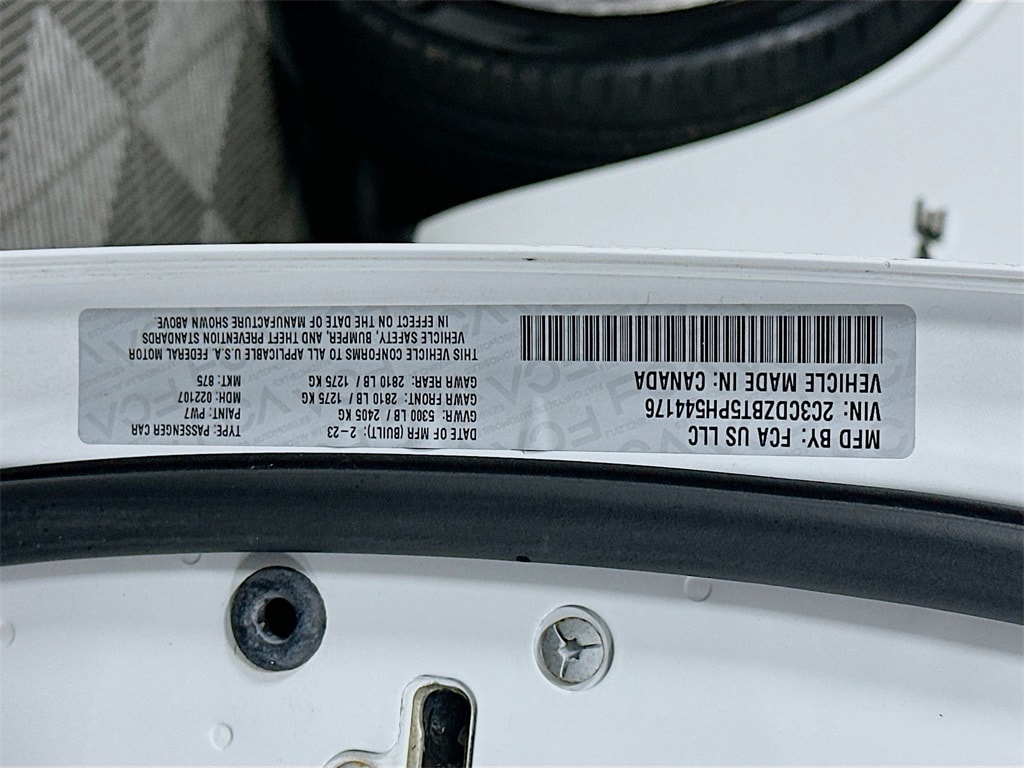 MFD BY: FCA US LLC
VIN: 2C3CDZBT5PH544176
VEHICLE MADE IN: CANADA
DATE OF MFR (BUILT): 2-23
GVWR: 5300 LB / 2405 KG
GAWR FRONT: 2810 LB / 1275 KG
GAWR REAR: 2810 LB / 1275 KG
TYPE: PASSENGER CAR
PAINT: PW7
MDH: 022107
MKT: 875
THIS VEHICLE CONFORMS TO ALL APPLICABLE U.S.A. FEDERAL MOTOR
VEHICLE SAFETY, BUMPER, AND THEFT PREVENTION STANDARDS
IN EFFECT ON THE DATE OF MANUFACTURE SHOWN ABOVE.